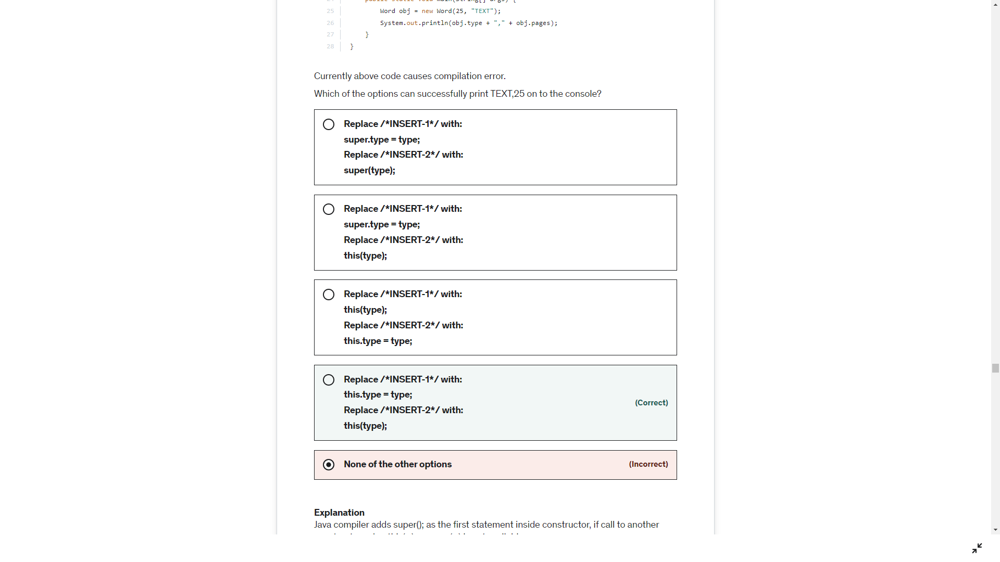 25 Word obj = new Word(25, "TEXT");
26 System.out.println(obj.type + "," + obj.pages);
27 }
28 }
Currently above code causes compilation error.
Which of the options can successfully print TEXT,25 on to the console?
Replace /*INSERT-1*/ with:
super.type = type;
Replace /*INSERT-2*/ with:
super(type);
Replace /*INSERT-1*/ with:
super.type = type;
Replace /*INSERT-2*/ with:
this(type);
Replace /*INSERT-1*/ with:
this(type);
Replace /*INSERT-2*/ with:
this.type = type;
Replace /*INSERT-1*/ with:
this.type = type;
(Correct)
Replace /*INSERT-2*/ with:
this(type);
None of the other options (Incorrect)
Explanation
Java compiler adds super(); as the first statement inside constructor, if call to another